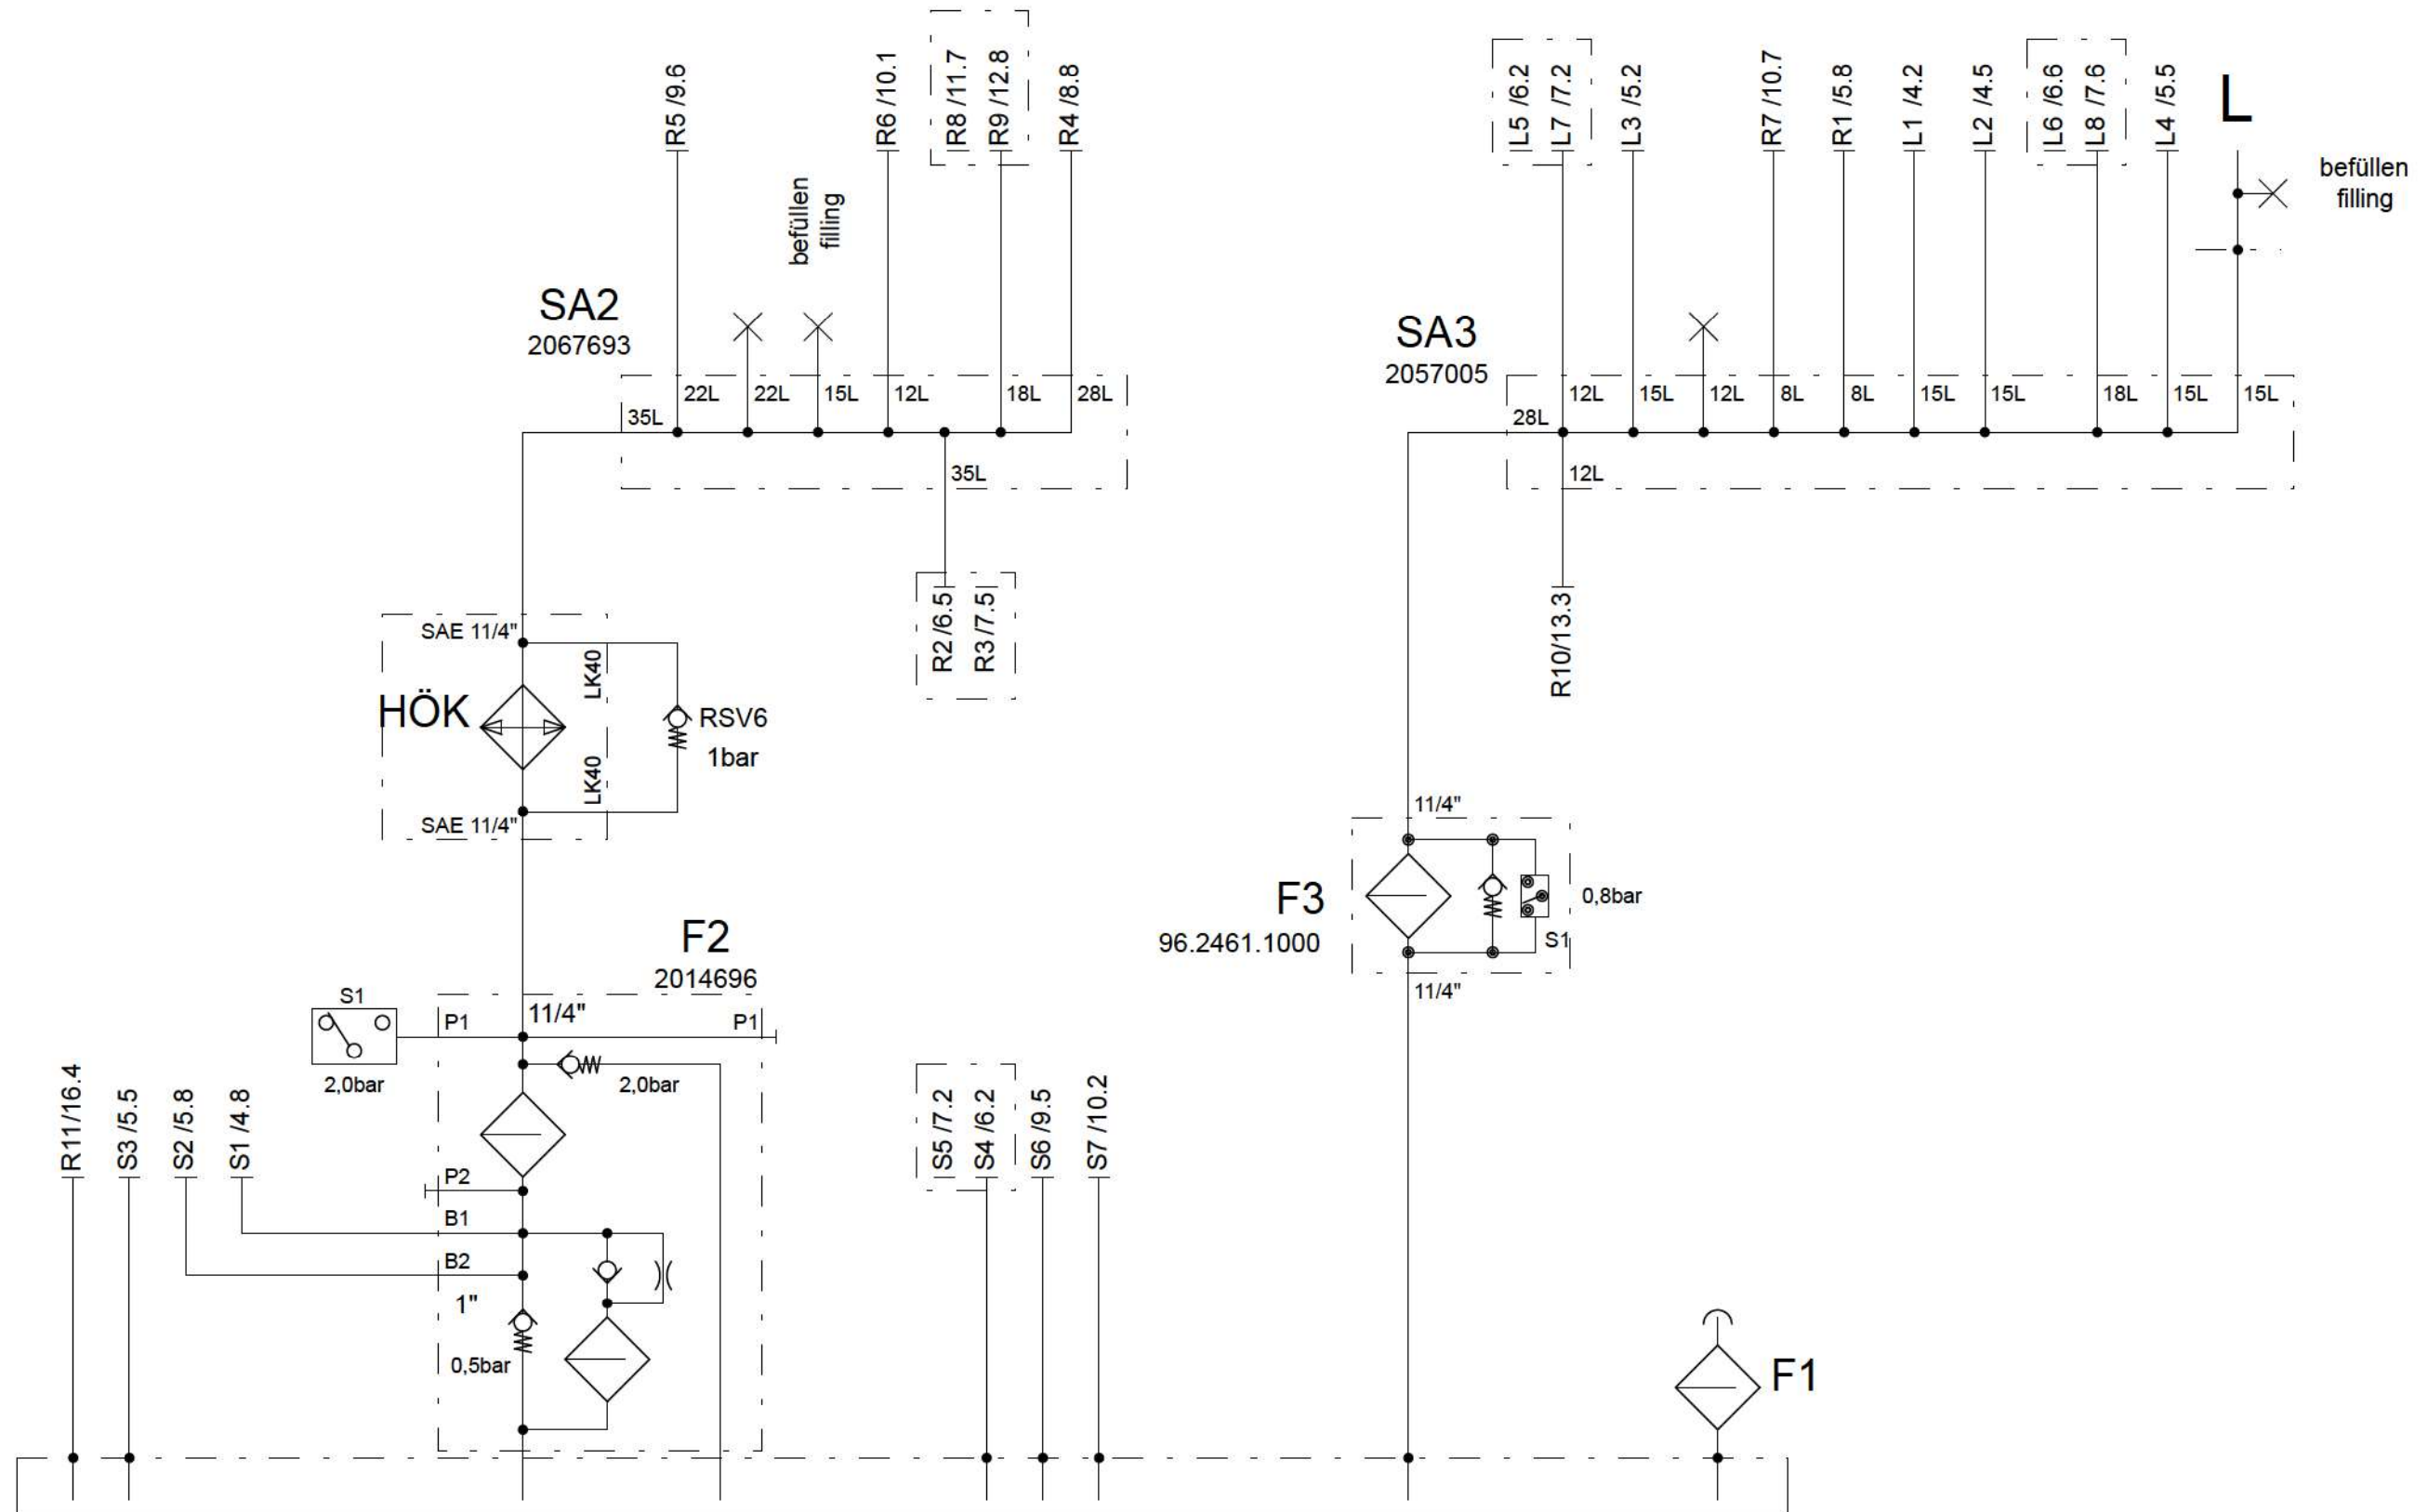 R5 /9.6
R6 /10.1
R8 /11.7
R9 /12.8
R4 /8.8
L5 /6.2
L7 /7.2
L3 /5.2
R7 /10.7
R1 /5.8
L1 /4.2
L2 /4.5
L6 /6.6
L8 /7.6
L4 /5.5
L
befüllen
filling
befüllen
filling
SA2
2067693
SA3
2057005
22L
22L
15L
12L
18L
28L
35L
35L
12L
15L
12L
8L
8L
15L
15L
18L
15L
15L
28L
12L
R2 /6.5
R3 /7.5
R10/13.3
SAE 11/4"
LK40
HÖK
RSV6
1bar
LK40
SAE 11/4"
11/4"
F3
96.2461.1000
0,8bar
S1
11/4"
F2
2014696
S1
P1
11/4"
P1
2,0bar
2,0bar
R11/16.4
S3 /5.5
S2 /5.8
S1 /4.8
S5 /7.2
S4 /6.2
S6 /9.5
S7 /10.2
P2
B1
B2
1"
0,5bar
F1